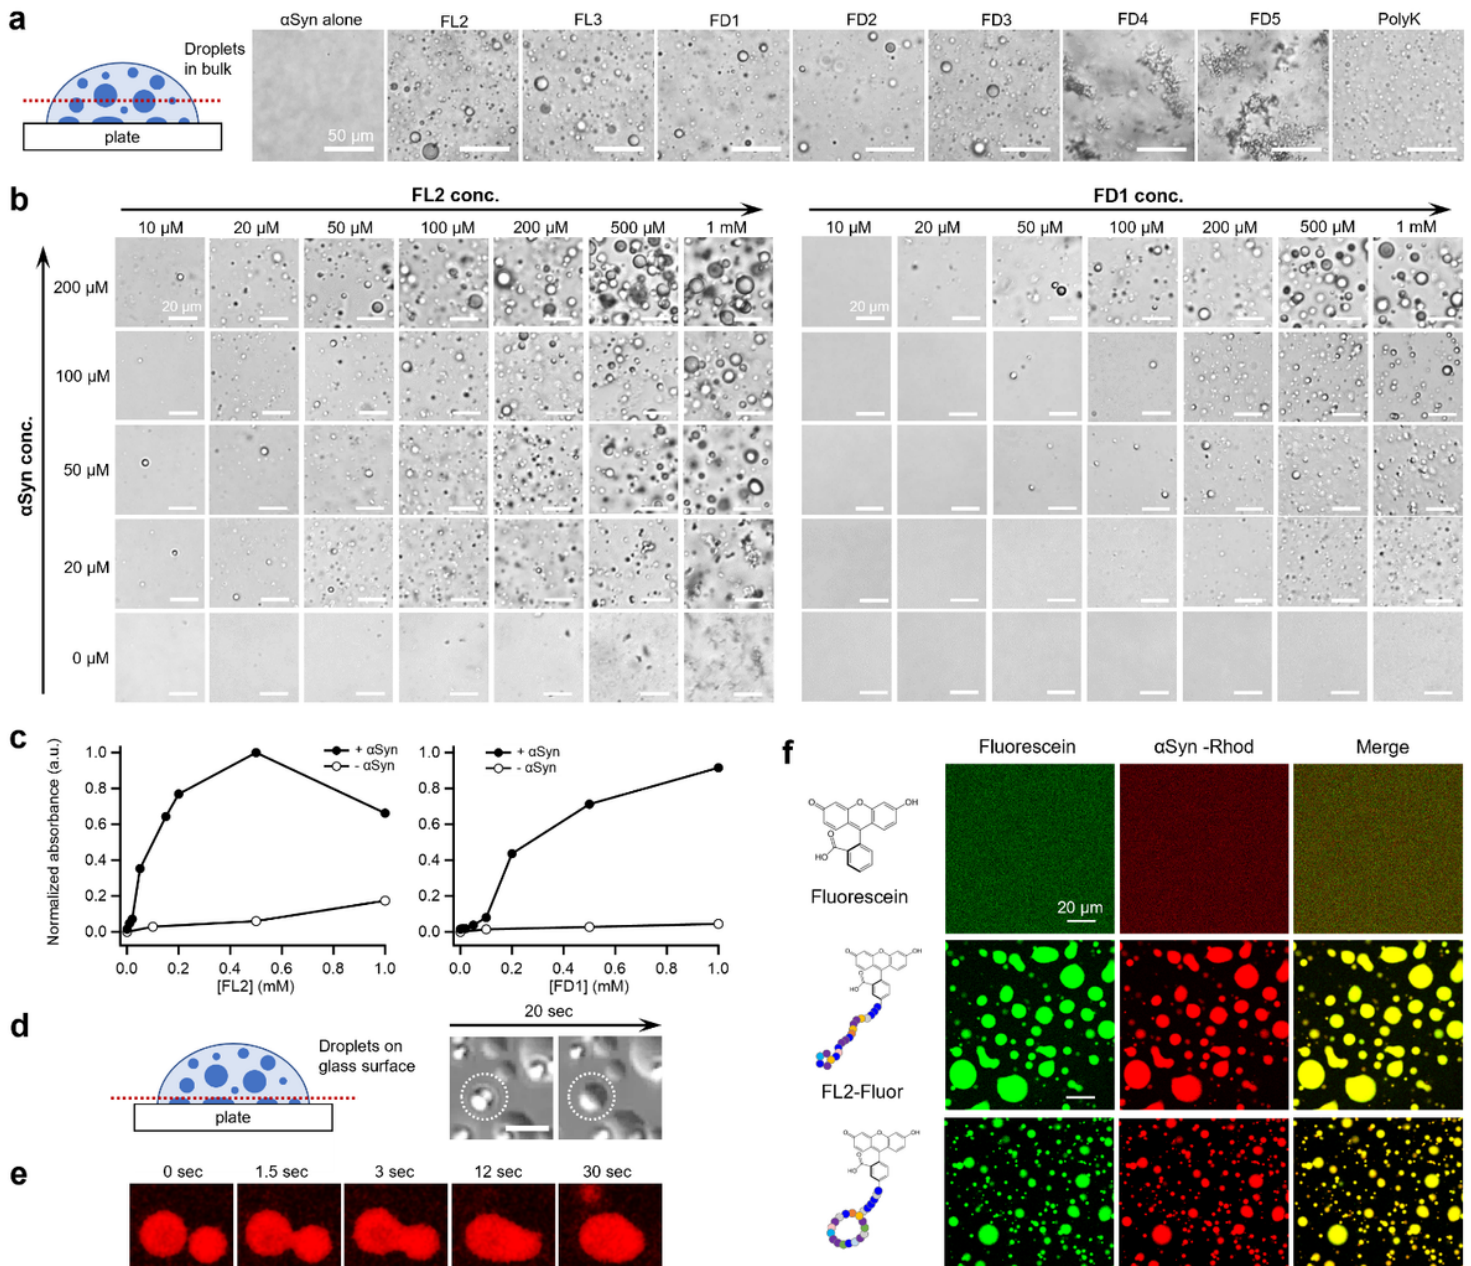 a
αSyn alone FL2 FL3 FD1 FD2 FD3 FD4 FD5 PolyK
Droplets
in bulk
plate
50 µm
b
FL2 conc. FD1 conc.
10 µM 20 µM 50 µM 100 µM 200 µM 500 µM 1 mM 10 µM 20 µM 50 µM 100 µM 200 µM 500 µM 1 mM
αSyn conc.
200 µM
20 µm 20 µm
100 µM
50 µM
20 µM
0 µM
c
Normalized absorbance (a.u.)
1.0
0.8
0.6
0.4
0.2
0.0
+ αSyn
- αSyn
0.0 0.2 0.4 0.6 0.8 1.0
[FL2] (mM)
1.0
0.8
0.6
0.4
0.2
0.0
+ αSyn
- αSyn
0.0 0.2 0.4 0.6 0.8 1.0
[FD1] (mM)
d
Droplets on
glass surface
plate
20 sec
e
0 sec 1.5 sec 3 sec 12 sec 30 sec
f
Fluorescein αSyn -Rhod Merge
O O OH
O
HO
Fluorescein
20 µm
O O OH
O
HO
FL2-Fluor
O O OH
O
HO